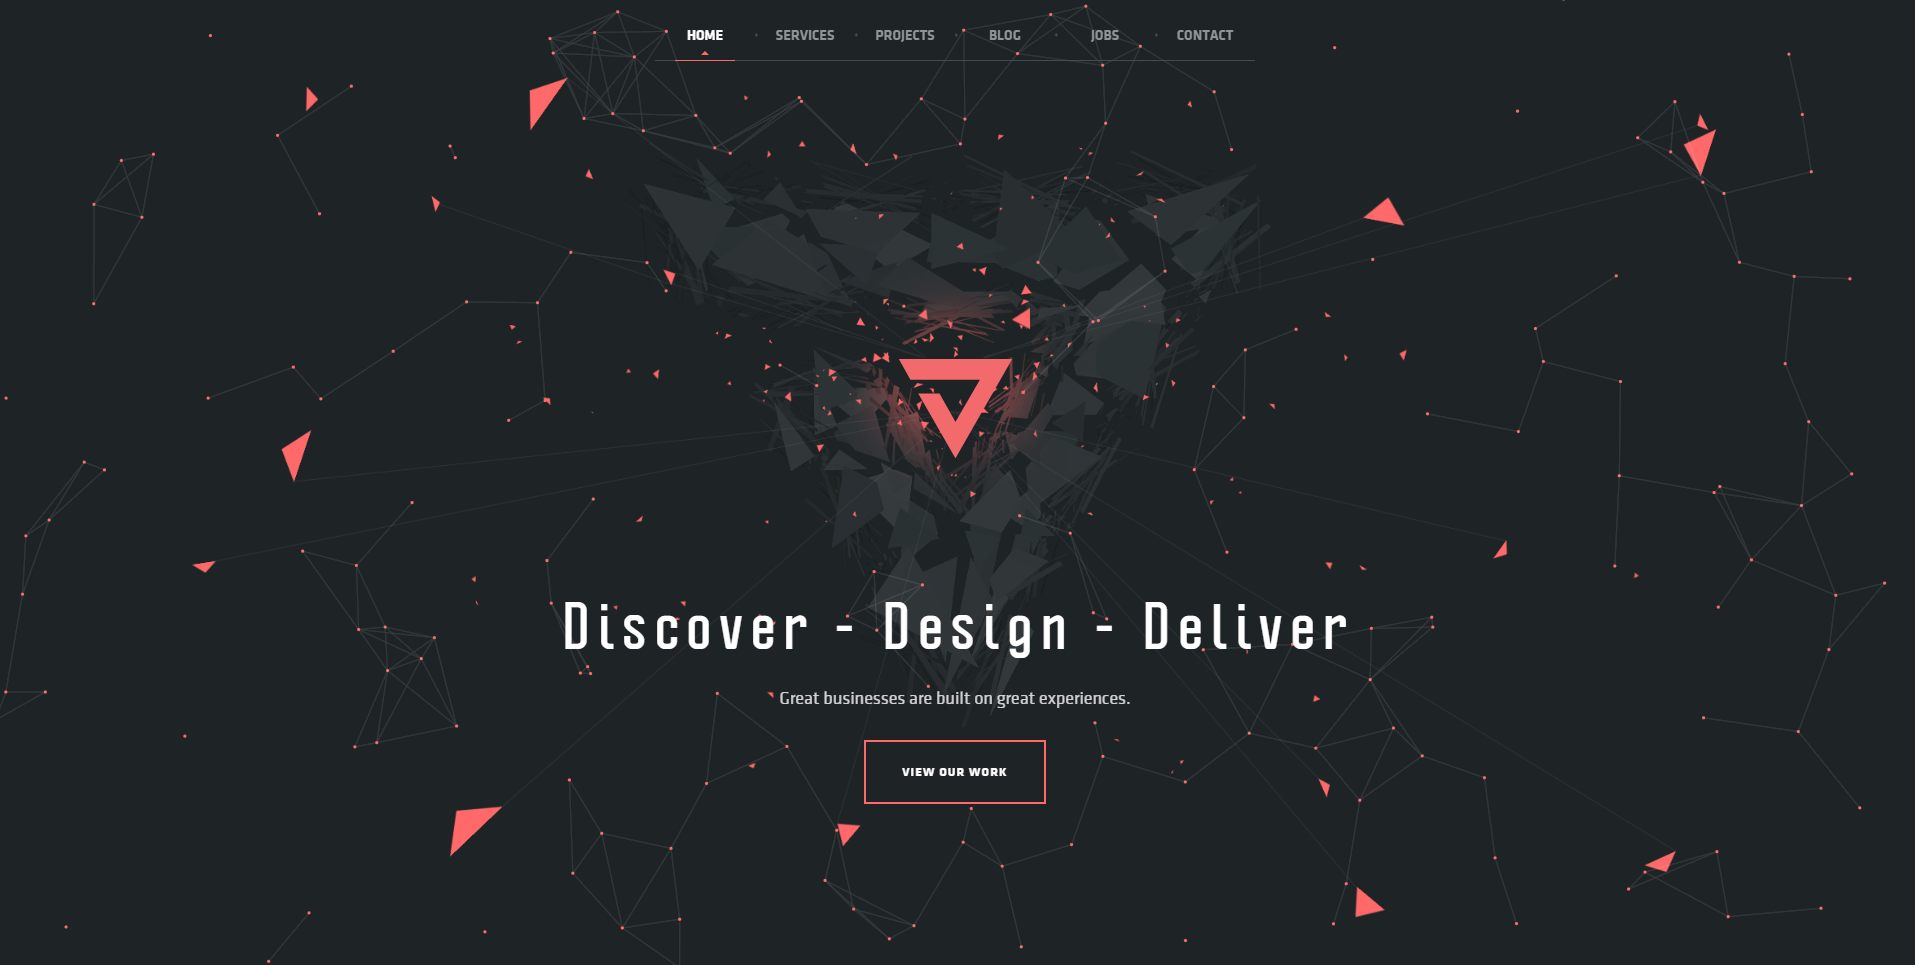 HOME SERVICES PROJECTS BLOG JOBS CONTACT
Discover - Design - Deliver
Great businesses are built on great experiences.
VIEW OUR WORK